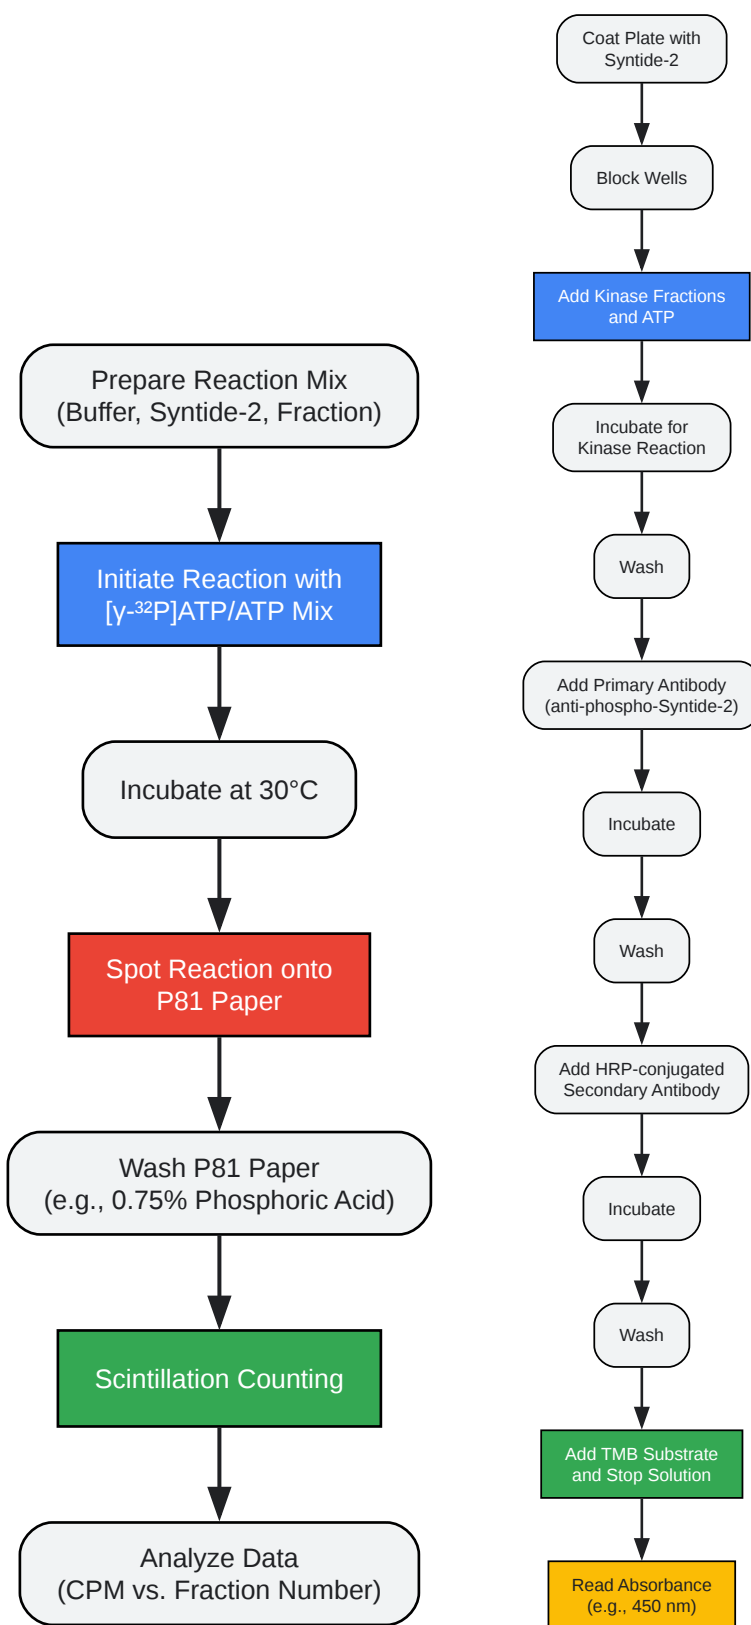 Prepare Reaction Mix
(Buffer, Syntide-2, Fraction)
Initiate Reaction with
[γ-³²P]ATP/ATP Mix
Incubate at 30°C
Spot Reaction onto
P81 Paper
Wash P81 Paper
(e.g., 0.75% Phosphoric Acid)
Scintillation Counting
Analyze Data
(CPM vs. Fraction Number)
Coat Plate with
Syntide-2
Block Wells
Add Kinase Fractions
and ATP
Incubate for
Kinase Reaction
Wash
Add Primary Antibody
(anti-phospho-Syntide-2)
Incubate
Wash
Add HRP-conjugated
Secondary Antibody
Incubate
Wash
Add TMB Substrate
and Stop Solution
Read Absorbance
(e.g., 450 nm)